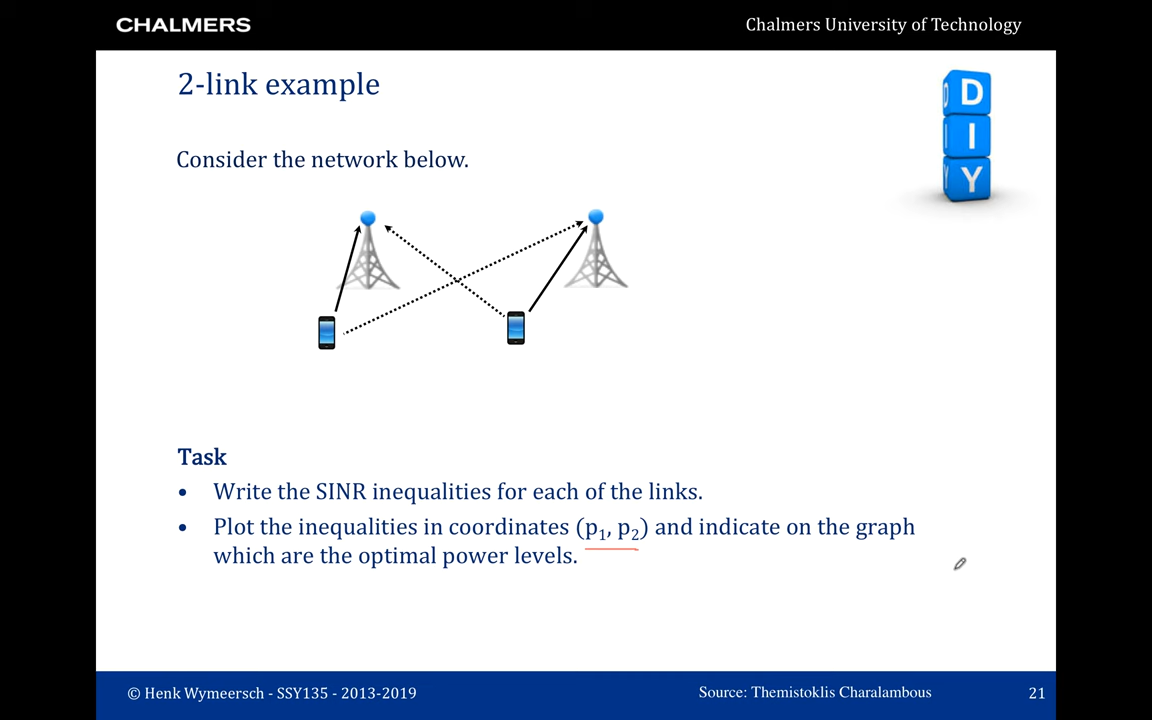 CHALMERS
Chalmers University of Technology
2-link example
D
I
Y
Consider the network below.
Task
• Write the SINR inequalities for each of the links.
• Plot the inequalities in coordinates (p₁, p₂) and indicate on the graph
which are the optimal power levels.
© Henk Wymeersch - SSY135 - 2013-2019
Source: Themistoklis Charalambous
21